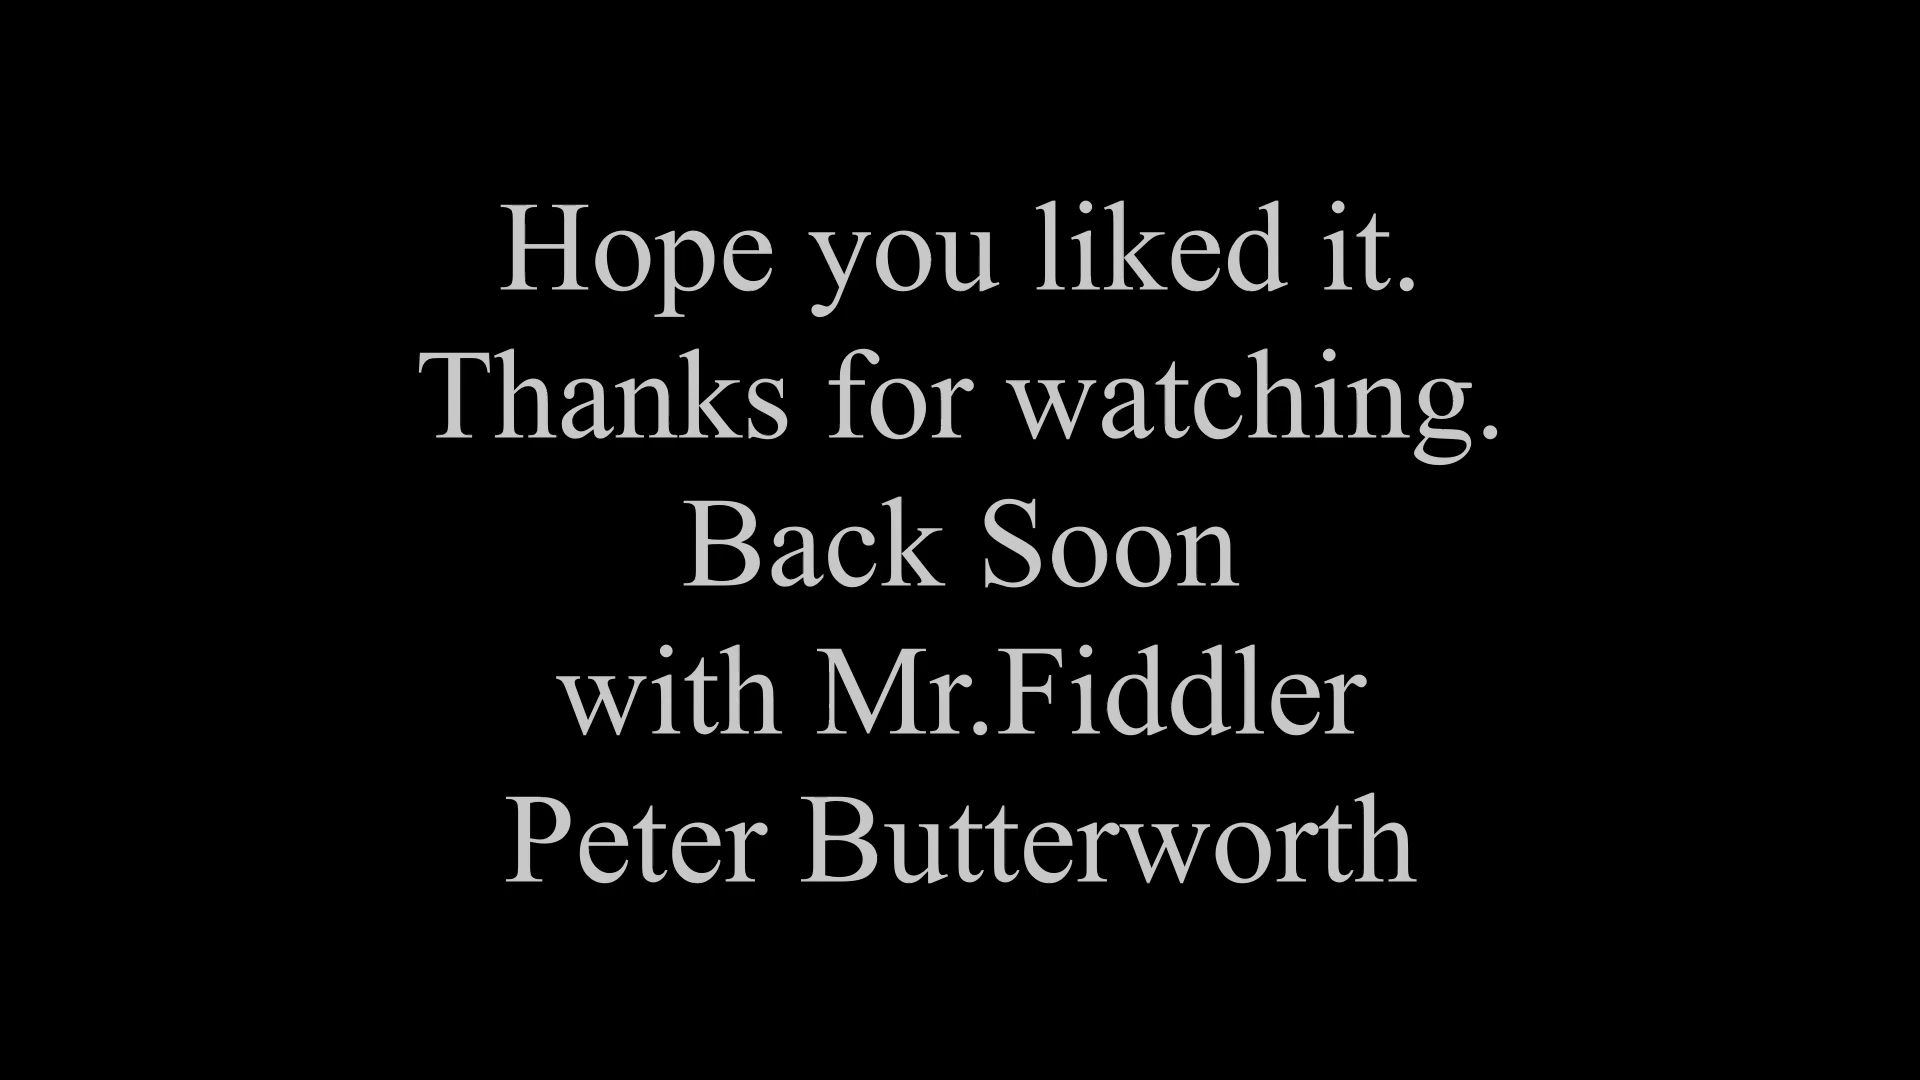 Hope you liked it.
Thanks for watching.
Back Soon
with Mr.Fiddler
Peter Butterworth